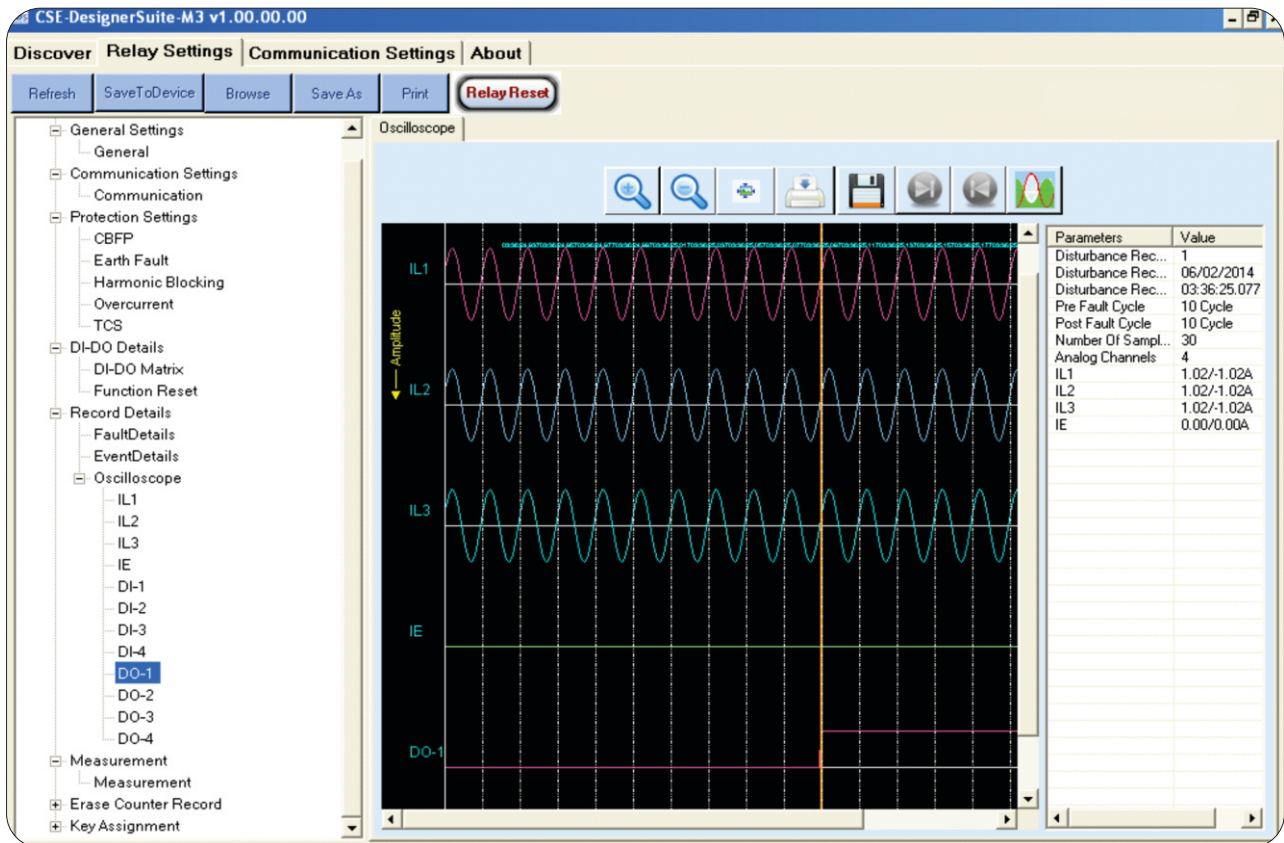 CSE-DesignerSuite-M3 v1.00.00.00
Discover Relay Settings Communication Settings About
Refresh SaveToDevice Browse Save As Print Relay Reset
General Settings
General
Communication Settings
Communication
Protection Settings
CBFP
Earth Fault
Harmonic Blocking
Overcurrent
TCS
DI-DO Details
DI-DO Matrix
Function Reset
Record Details
FaultDetails
EventDetails
Oscilloscope
IL1
IL2
IL3
IE
DI-1
DI-2
DI-3
DI-4
DO-1
DO-2
DO-3
DO-4
Measurement
Measurement
Erase Counter Record
Key Assignment
Oscilloscope
IL1
Amplitude
IL2
IL3
IE
DO-1
Parameters Value
Disturbance Rec... 1
Disturbance Rec... 06/02/2014
Disturbance Rec... 03:36:25.077
Pre Fault Cycle 10 Cycle
Post Fault Cycle 10 Cycle
Number Of Sampl... 30
Analog Channels 4
IL1 1.02/-1.02A
IL2 1.02/-1.02A
IL3 1.02/-1.02A
IE 0.00/0.00A